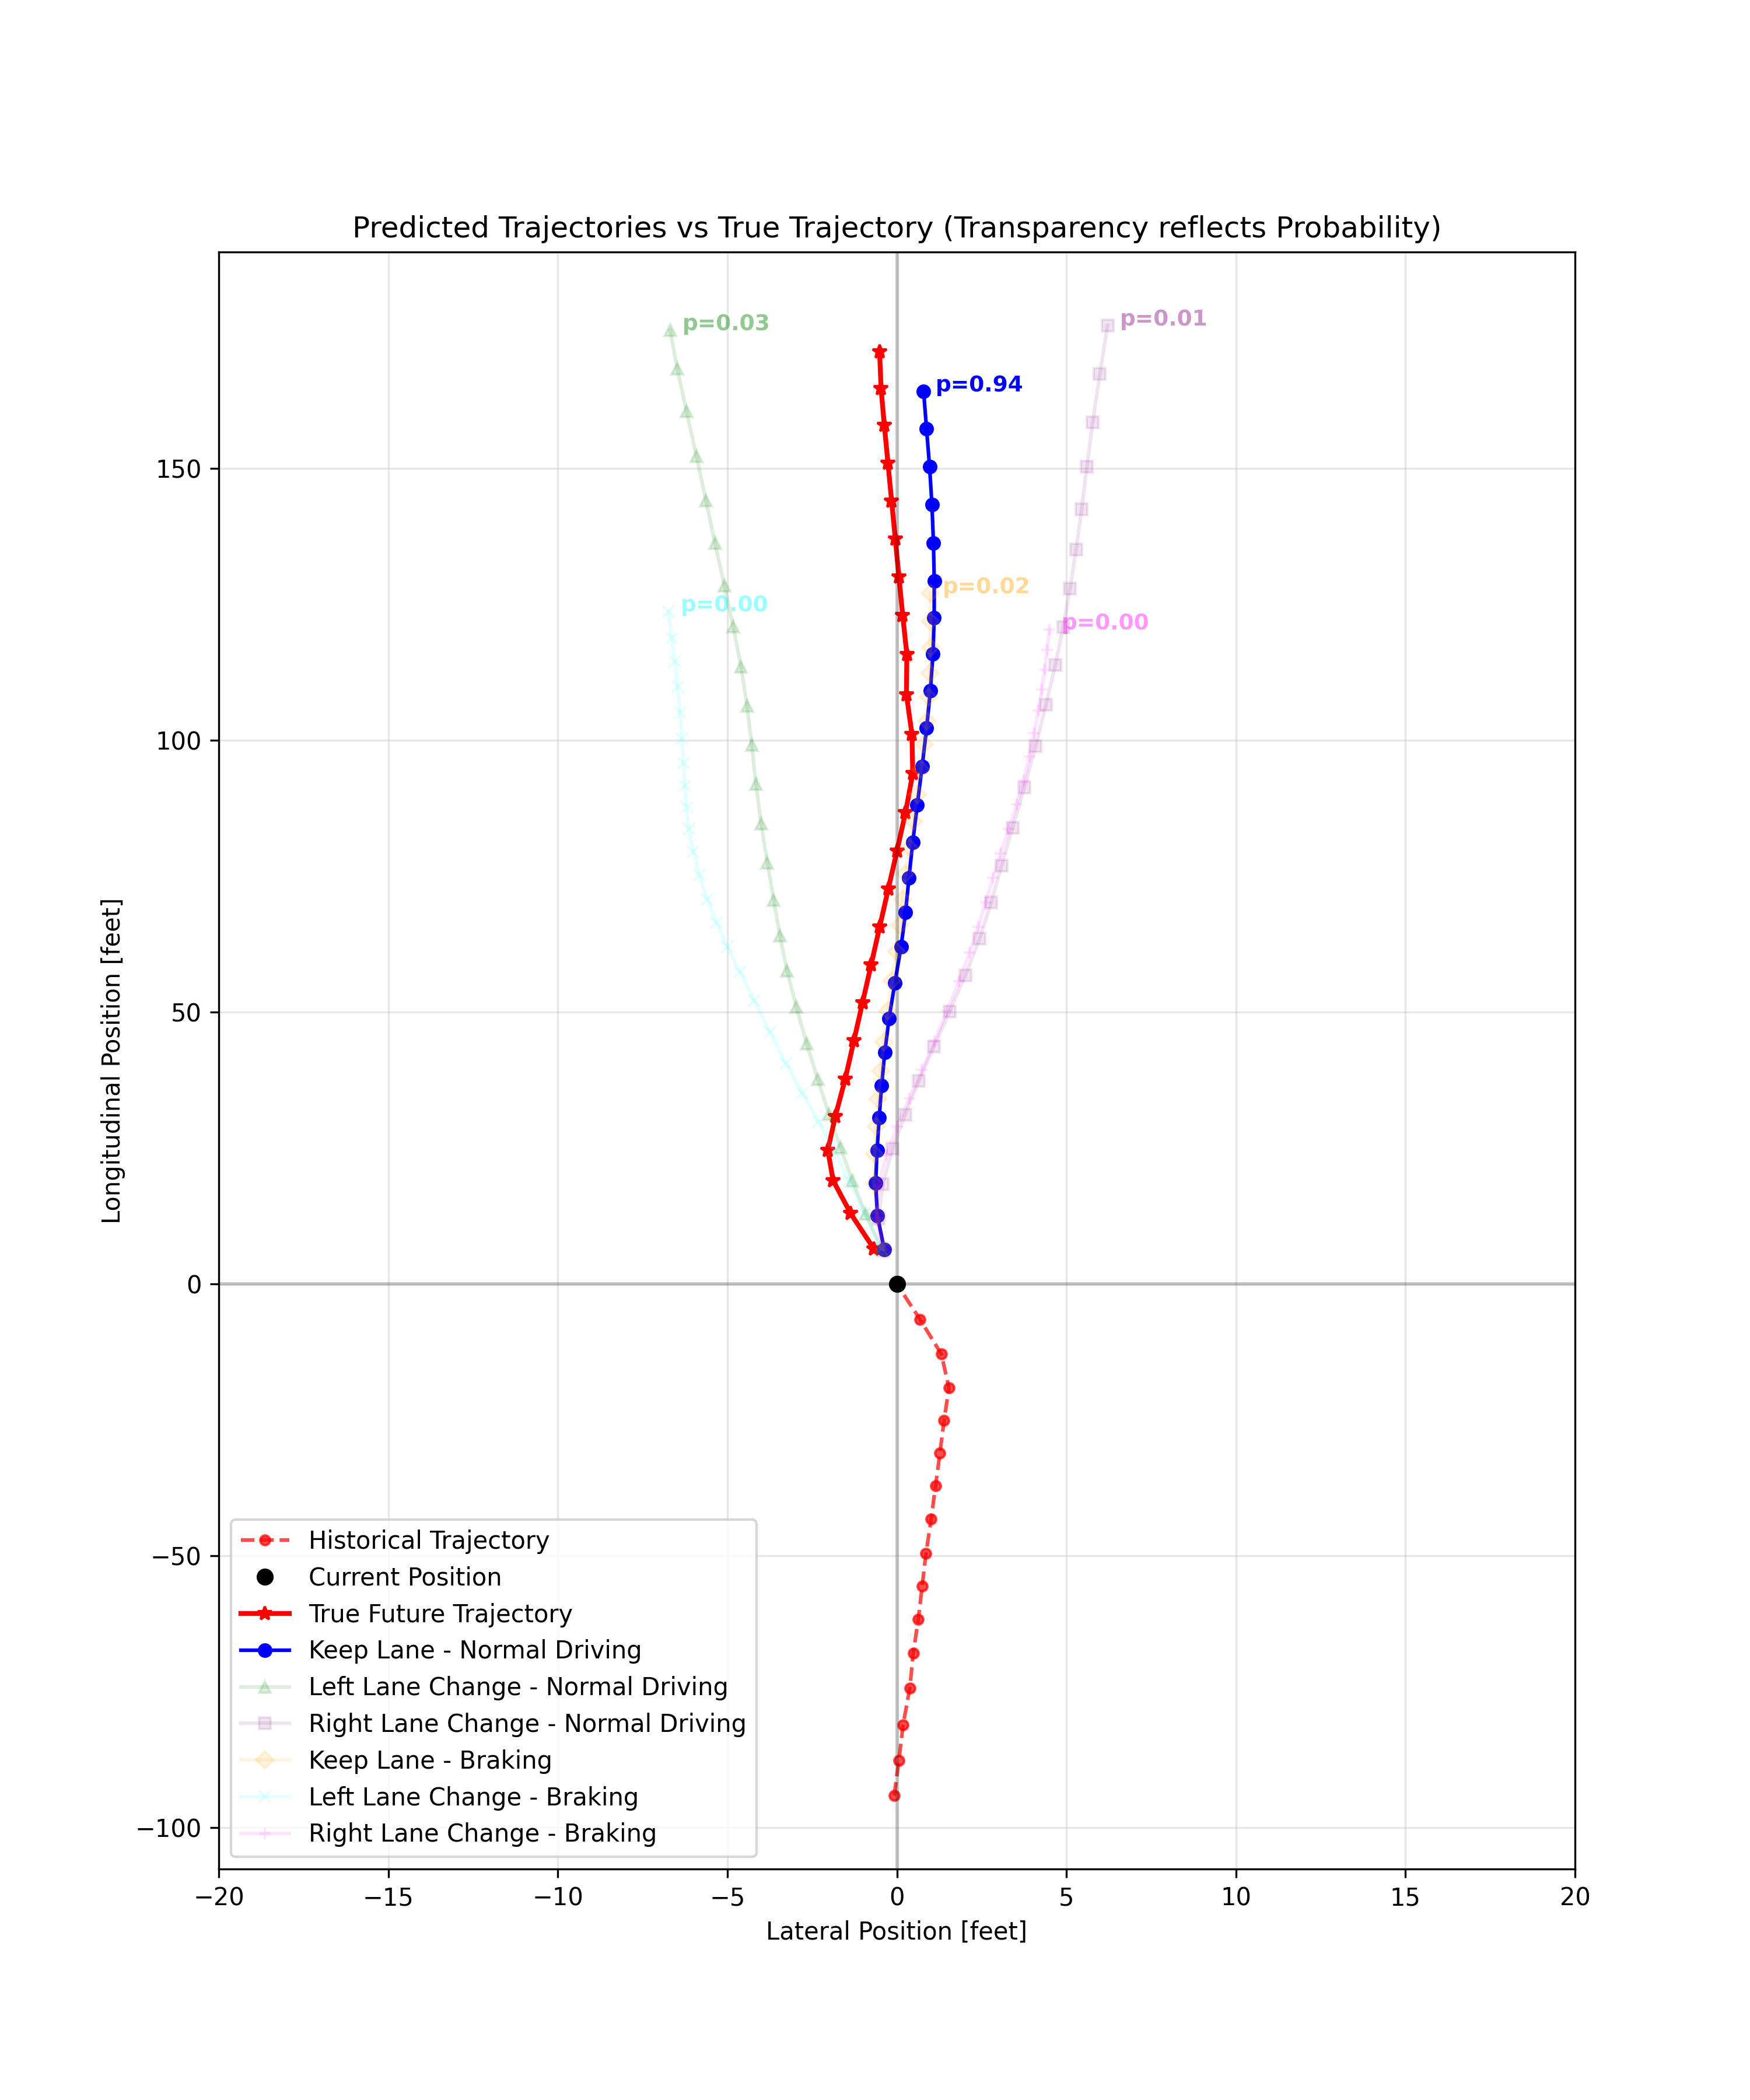 Predicted Trajectories vs True Trajectory (Transparency reflects Probability)
p=0.03
p=0.01
p=0.94
p=0.02
p=0.00
p=0.00
150
100
50
0
−50
−100
Longitudinal Position [feet]
Historical Trajectory
Current Position
True Future Trajectory
Keep Lane - Normal Driving
Left Lane Change - Normal Driving
Right Lane Change - Normal Driving
Keep Lane - Braking
Left Lane Change - Braking
Right Lane Change - Braking
−20 −15 −10 −5 0 5 10 15 20
Lateral Position [feet]